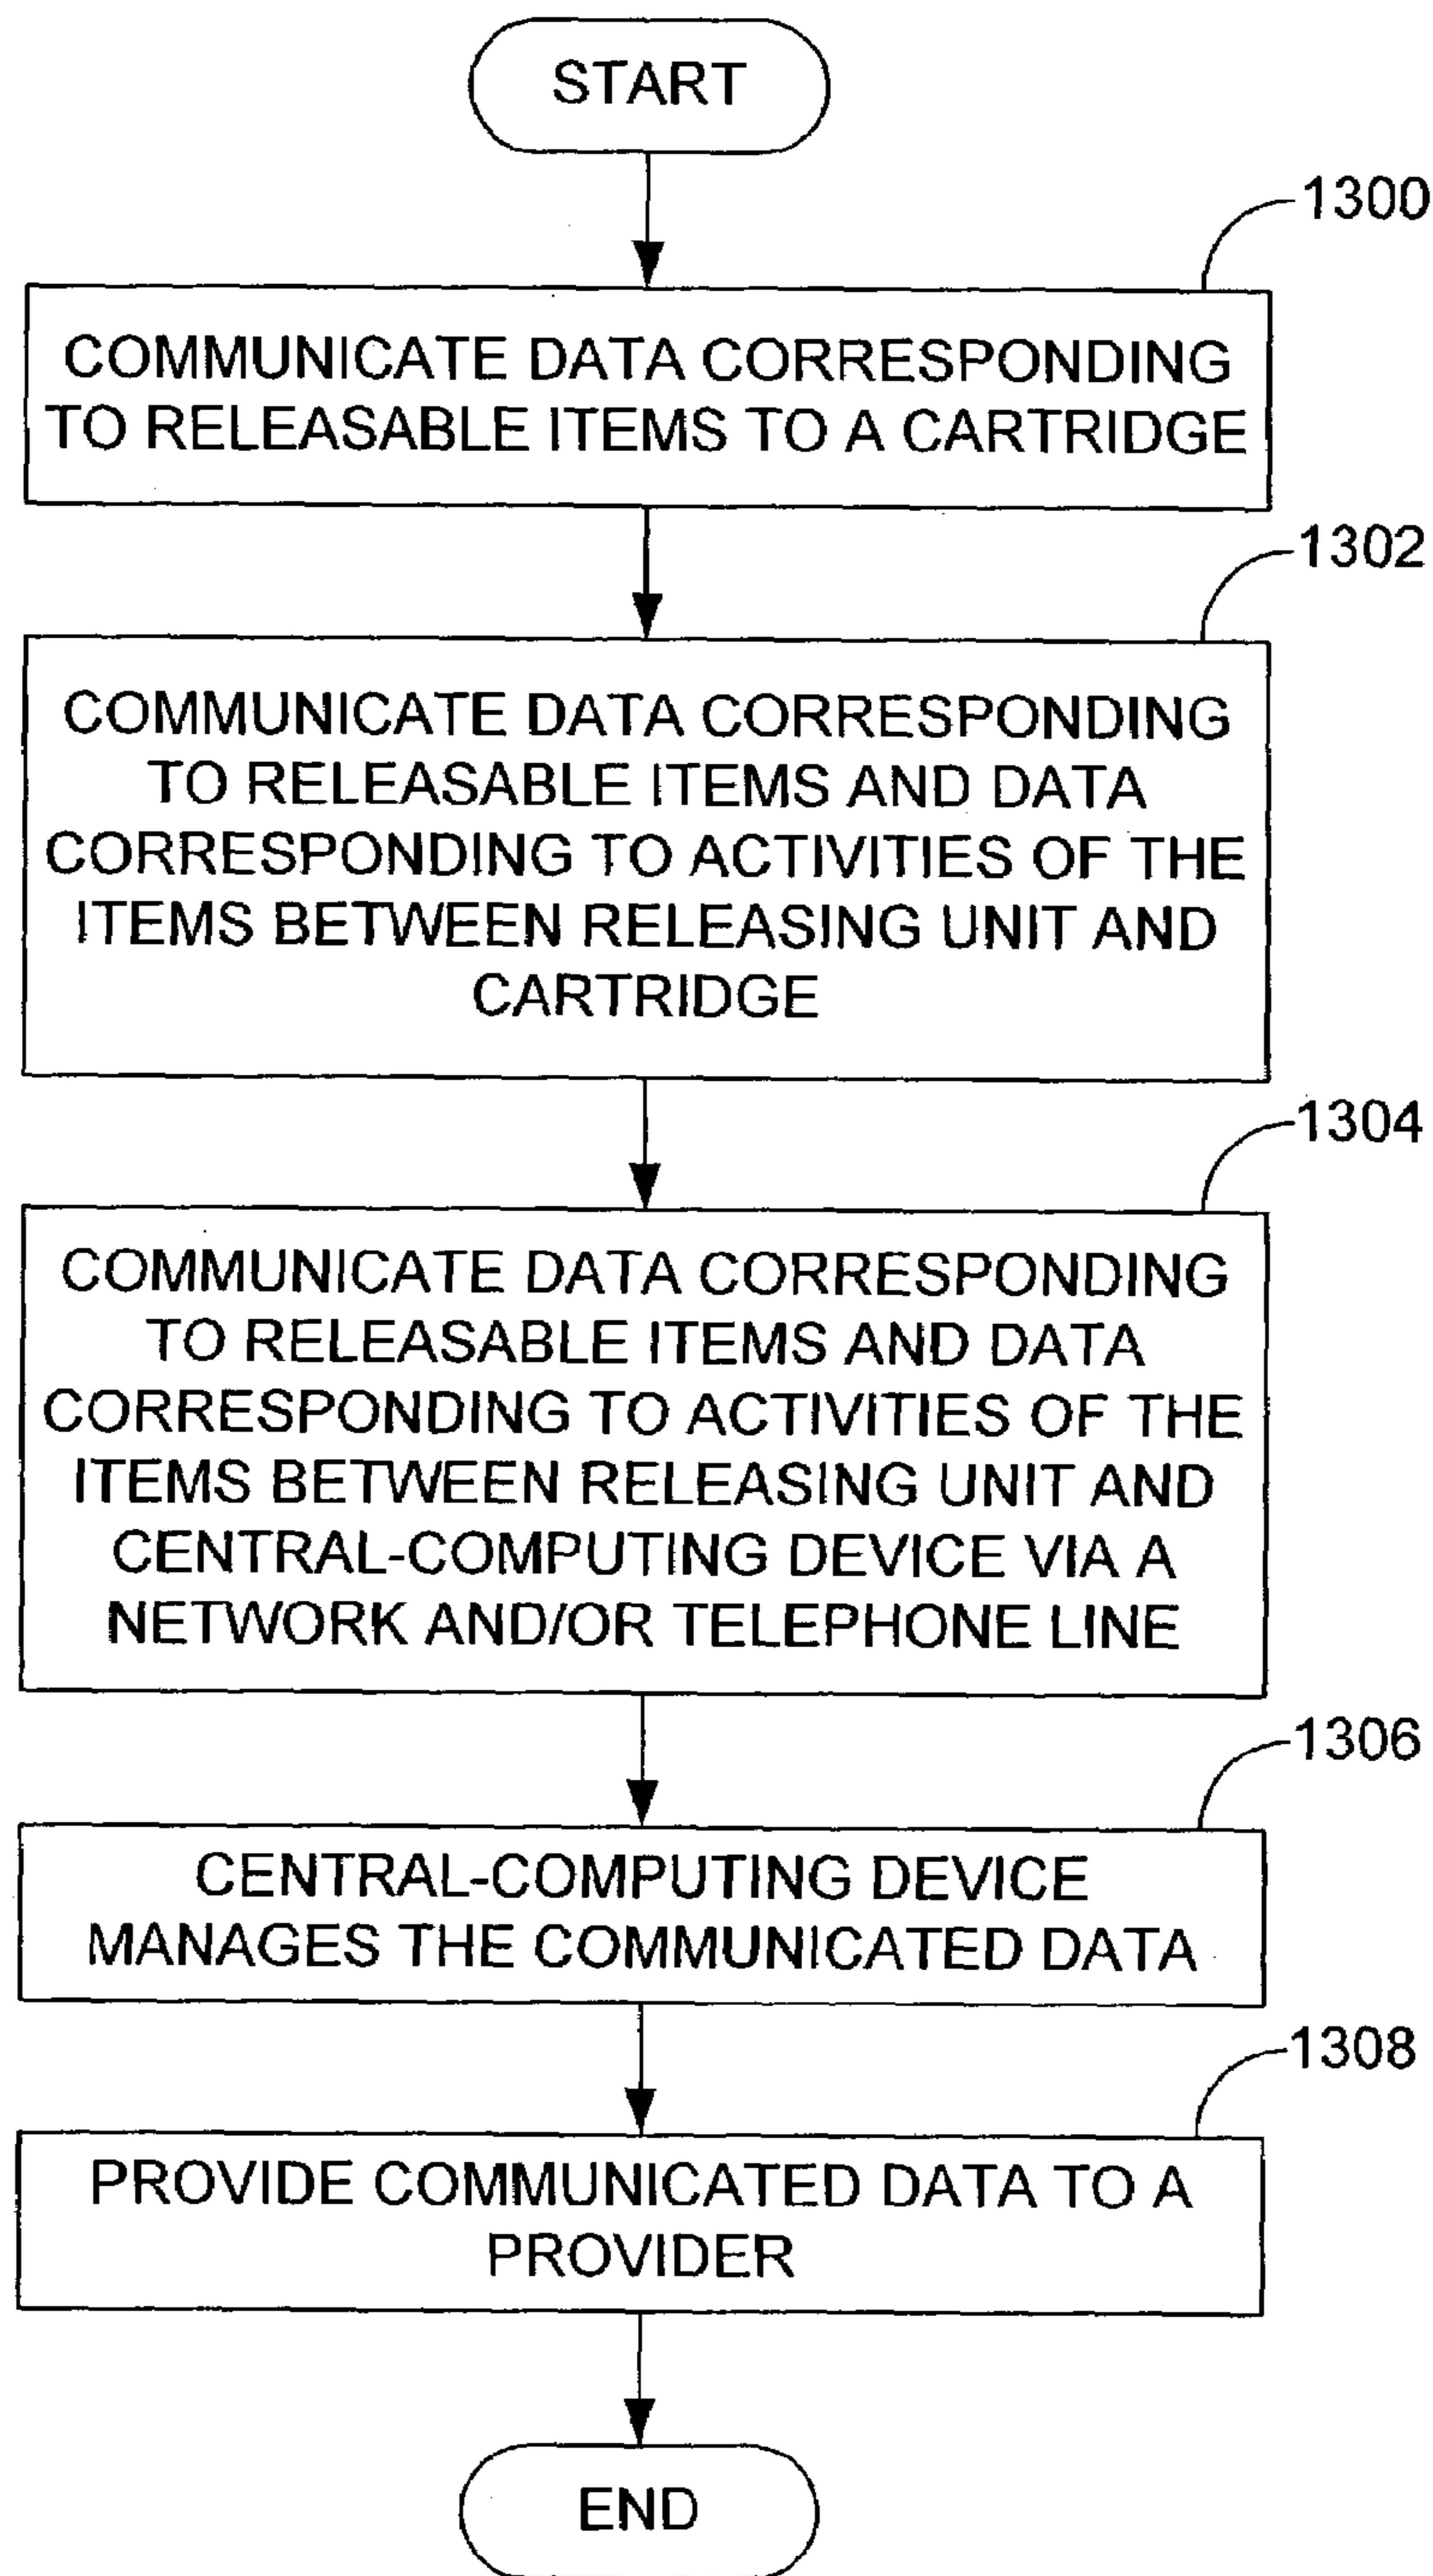 START
1300
COMMUNICATE DATA CORRESPONDING
TO RELEASABLE ITEMS TO A CARTRIDGE
1302
COMMUNICATE DATA CORRESPONDING
TO RELEASABLE ITEMS AND DATA
CORRESPONDING TO ACTIVITIES OF THE
ITEMS BETWEEN RELEASING UNIT AND
CARTRIDGE
1304
COMMUNICATE DATA CORRESPONDING
TO RELEASABLE ITEMS AND DATA
CORRESPONDING TO ACTIVITIES OF THE
ITEMS BETWEEN RELEASING UNIT AND
CENTRAL-COMPUTING DEVICE VIA A
NETWORK AND/OR TELEPHONE LINE
1306
CENTRAL-COMPUTING DEVICE
MANAGES THE COMMUNICATED DATA
1308
PROVIDE COMMUNICATED DATA TO A
PROVIDER
END